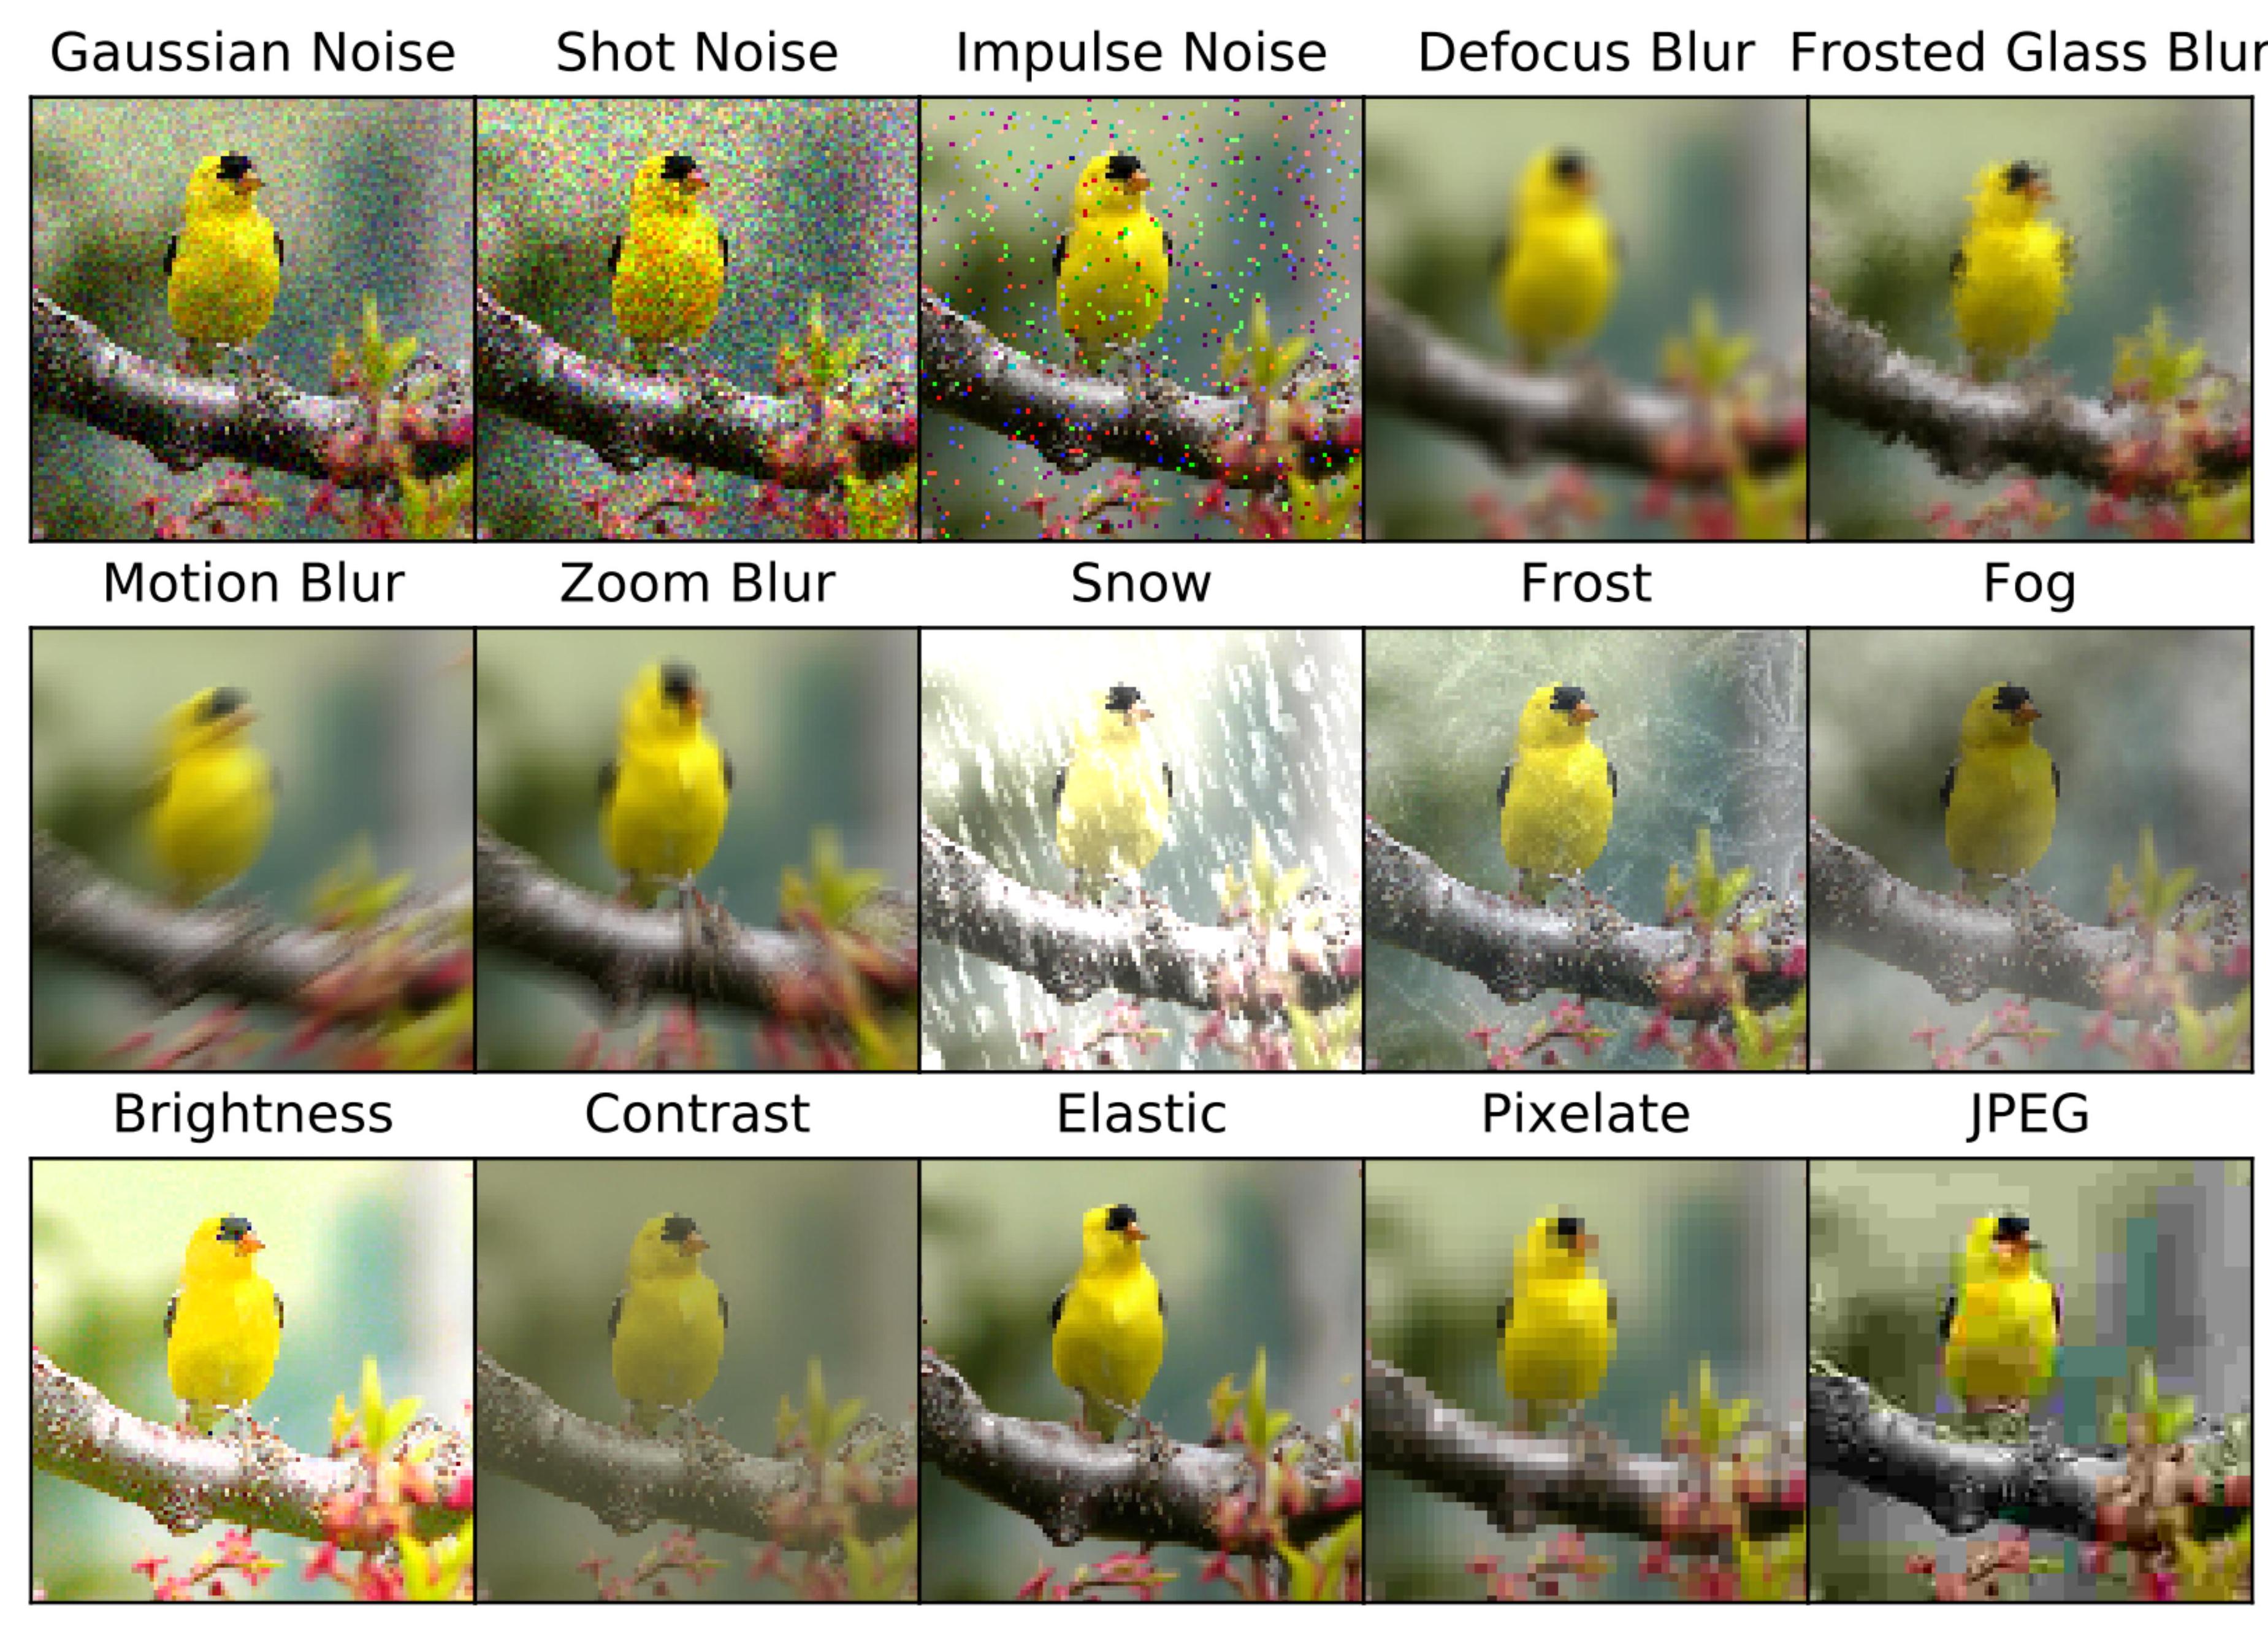 Gaussian Noise Shot Noise Impulse Noise Defocus Blur Frosted Glass Blur
Motion Blur Zoom Blur Snow Frost Fog
Brightness Contrast Elastic Pixelate JPEG